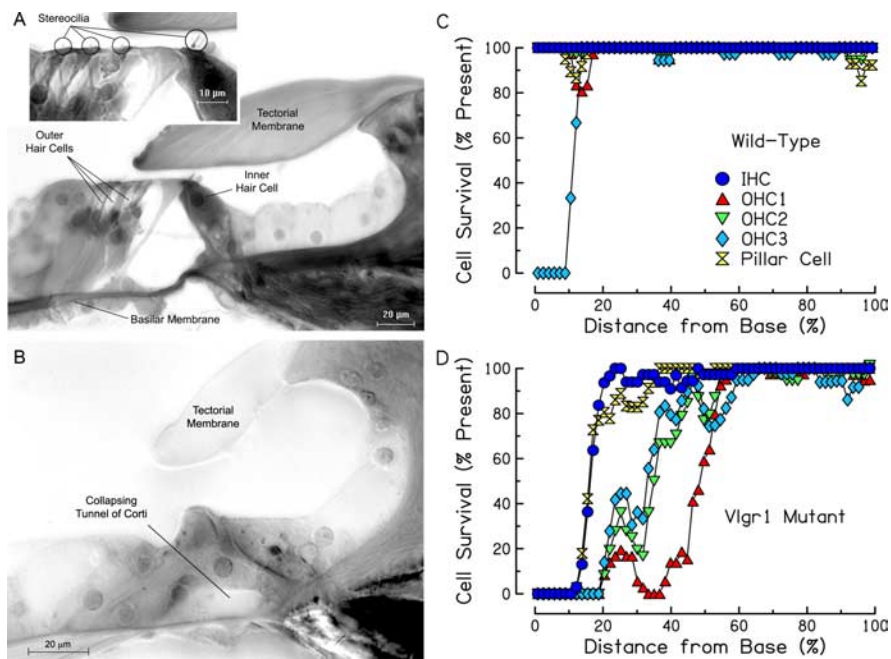 A
Stereocilia
10 µm
Tectorial
Membrane
Outer
Hair Cells
Inner
Hair Cell
Basilar Membrane
20 µm
B
Tectorial
Membrane
Collapsing
Tunnel of Corti
20 µm
C
Cell Survival (% Present)
100
80
60
40
20
0
Wild-Type
IHC
OHC1
OHC2
OHC3
Pillar Cell
0 20 40 60 80 100
Distance from Base (%)
D
Cell Survival (% Present)
100
80
60
40
20
0
Vlgr1 Mutant
0 20 40 60 80 100
Distance from Base (%)